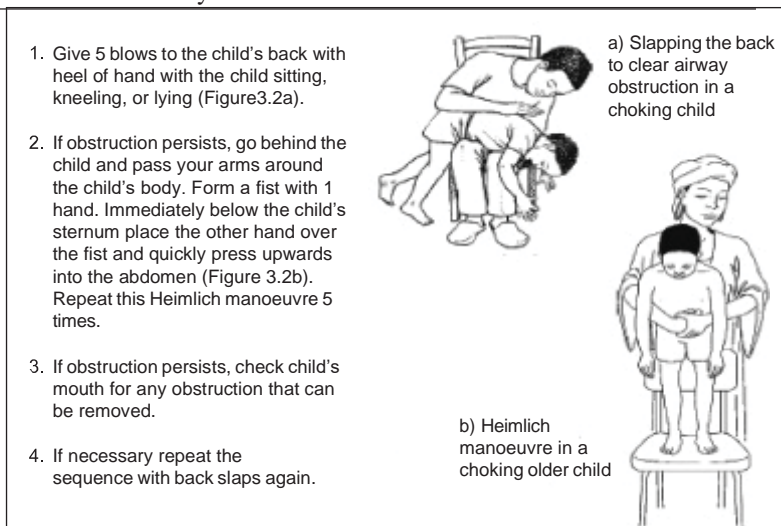 1. Give 5 blows to the child's back with
heel of hand with the child sitting,
kneeling, or lying (Figure3.2a).
2. If obstruction persists, go behind the
child and pass your arms around
the child's body. Form a fist with 1
hand. Immediately below the child's
sternum place the other hand over
the fist and quickly press upwards
into the abdomen (Figure 3.2b).
Repeat this Heimlich manoeuvre 5
times.
3. If obstruction persists, check child's
mouth for any obstruction that can
be removed.
4. If necessary repeat the
sequence with back slaps again.
a) Slapping the back
to clear airway
obstruction in a
choking child
b) Heimlich
manoeuvre in a
choking older child